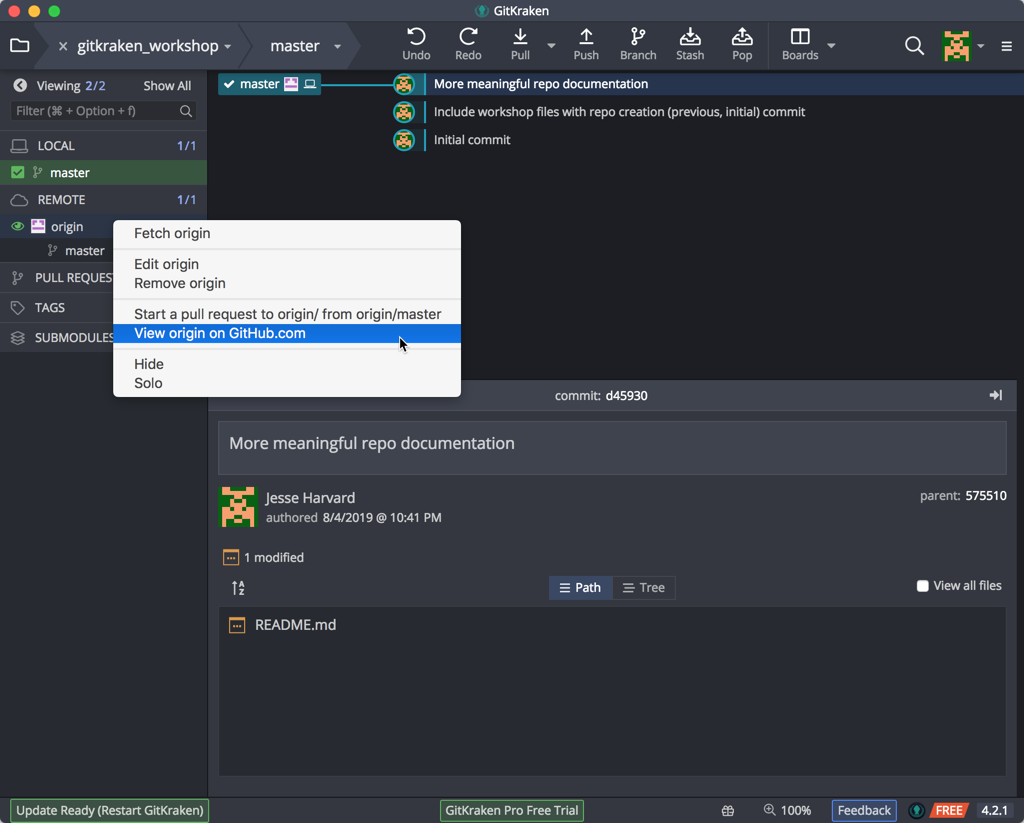 GitKraken
gitkraken_workshop
master
Undo
Redo
Pull
Push
Branch
Stash
Pop
Boards
Viewing 2/2
Show All
Filter (⌘ + Option + f)
LOCAL
1/1
master
REMOTE
1/1
origin
master
PULL REQUES
TAGS
SUBMODULES
master
More meaningful repo documentation
Include workshop files with repo creation (previous, initial) commit
Initial commit
Fetch origin
Edit origin
Remove origin
Start a pull request to origin/ from origin/master
View origin on GitHub.com
Hide
Solo
commit: d45930
More meaningful repo documentation
Jesse Harvard
authored 8/4/2019 @ 10:41 PM
parent: 575510
1 modified
Path
Tree
View all files
README.md
Update Ready (Restart GitKraken)
GitKraken Pro Free Trial
100%
Feedback
FREE
4.2.1